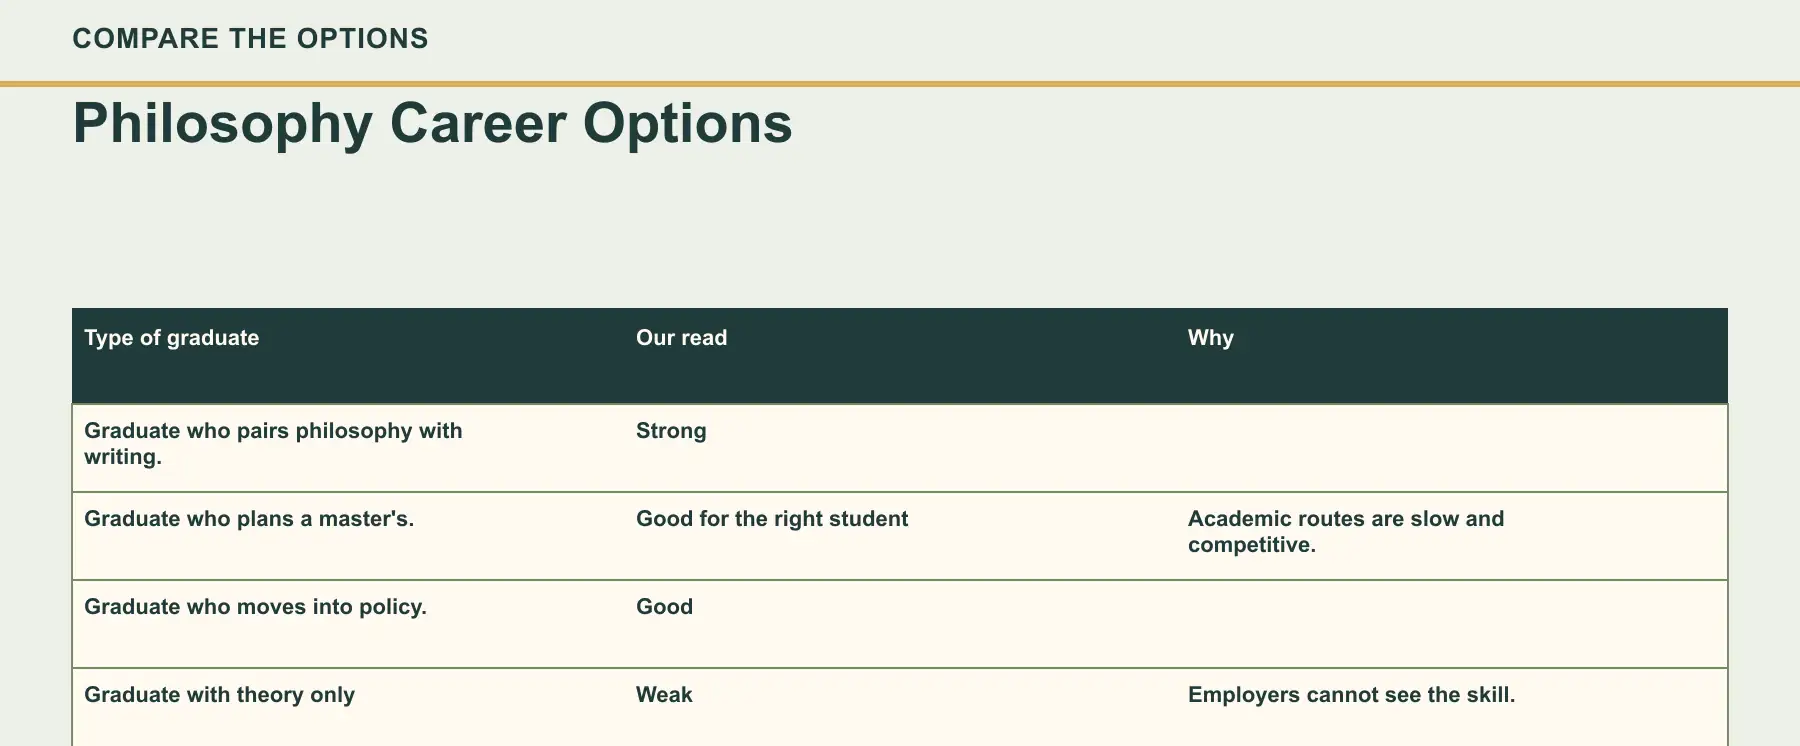 COMPARE THE OPTIONS
Philosophy Career Options
Type of graduate Our read Why
Graduate who pairs philosophy with Strong
writing.
Graduate who plans a master's. Good for the right student Academic routes are slow and
competitive.
Graduate who moves into policy. Good
Graduate with theory only Weak Employers cannot see the skill.